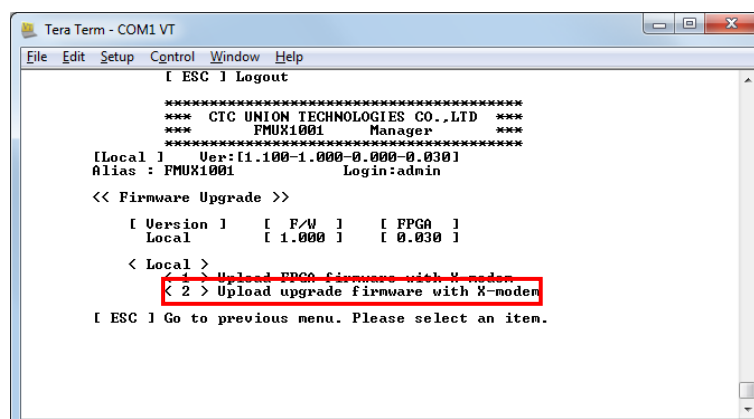 Tera Term - COM1 VT
File Edit Setup Control Window Help
[ ESC ] Logout
*****************************************
*** CTC UNION TECHNOLOGIES CO.,LTD ***
*** FMUX1001 Manager ***
*****************************************
[Local ] Ver:[1.100-1.000-0.000-0.030]
Alias : FMUX1001 Login:admin
<< Firmware Upgrade >>
[ Version ] [ F/W ] [ FPGA ]
Local [ 1.000 ] [ 0.030 ]
< Local >
< 1 > Upload FPGA firmware with X-modem
< 2 > Upload upgrade firmware with X-modem
[ ESC ] Go to previous menu. Please select an item.